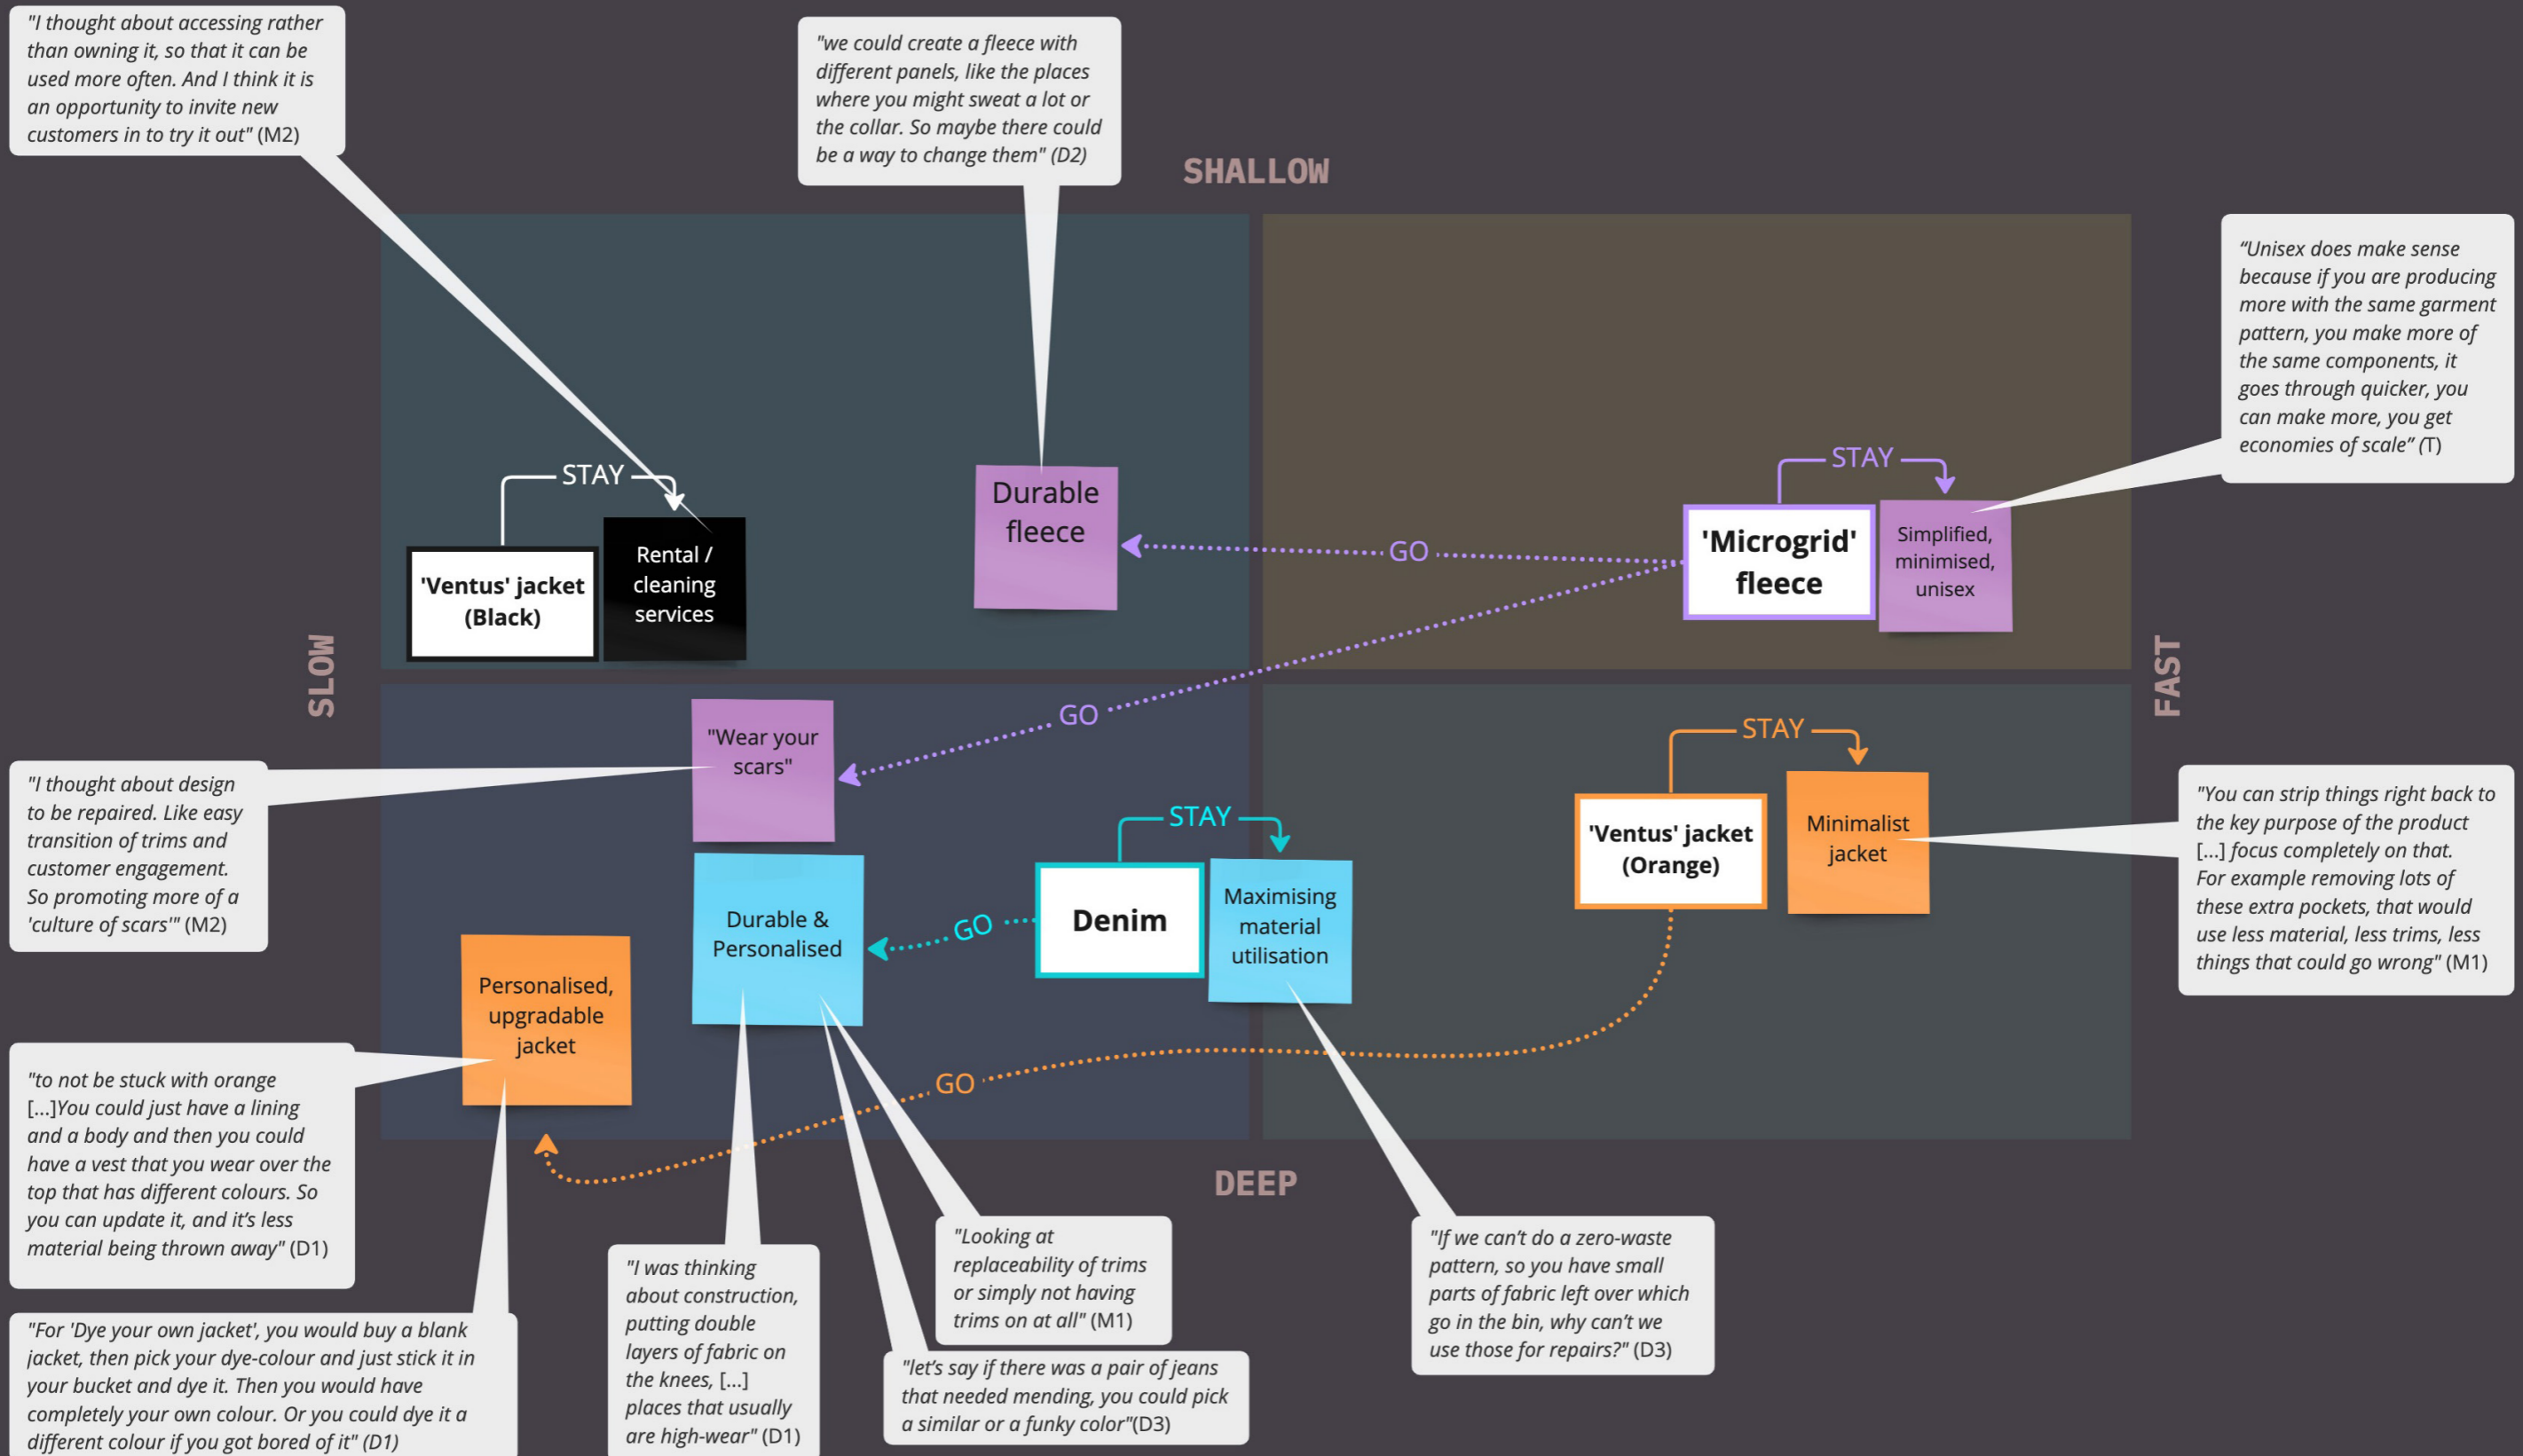 "I thought about accessing rather
than owning it, so that it can be
used more often. And I think it is
an opportunity to invite new
customers in to try it out" (M2)
"we could create a fleece with
different panels, like the places
where you might sweat a lot or
the collar. So maybe there could
be a way to change them" (D2)
SHALLOW
“Unisex does make sense
because if you are producing
more with the same garment
pattern, you make more of
the same components, it
goes through quicker, you
can make more, you get
economies of scale” (T)
STAY
'Ventus' jacket
(Black)
Rental /
cleaning
services
Durable
fleece
GO
STAY
'Microgrid'
fleece
Simplified,
minimised,
unisex
SLOW
FAST
GO
"Wear your
scars"
"I thought about design
to be repaired. Like easy
transition of trims and
customer engagement.
So promoting more of a
'culture of scars'" (M2)
Durable &
Personalised
GO
STAY
Denim
Maximising
material
utilisation
STAY
'Ventus' jacket
(Orange)
Minimalist
jacket
"You can strip things right back to
the key purpose of the product
[...] focus completely on that.
For example removing lots of
these extra pockets, that would
use less material, less trims, less
things that could go wrong" (M1)
Personalised,
upgradable
jacket
GO
DEEP
"to not be stuck with orange
[...]You could just have a lining
and a body and then you could
have a vest that you wear over the
top that has different colours. So
you can update it, and it’s less
material being thrown away" (D1)
"For 'Dye your own jacket', you would buy a blank
jacket, then pick your dye-colour and just stick it in
your bucket and dye it. Then you would have
completely your own colour. Or you could dye it a
different colour if you got bored of it" (D1)
"I was thinking
about construction,
putting double
layers of fabric on
the knees, [...]
places that usually
are high-wear" (D1)
"Looking at
replaceability of trims
or simply not having
trims on at all" (M1)
"let’s say if there was a pair of jeans
that needed mending, you could pick
a similar or a funky color"(D3)
"If we can’t do a zero-waste
pattern, so you have small
parts of fabric left over which
go in the bin, why can’t we
use those for repairs?" (D3)